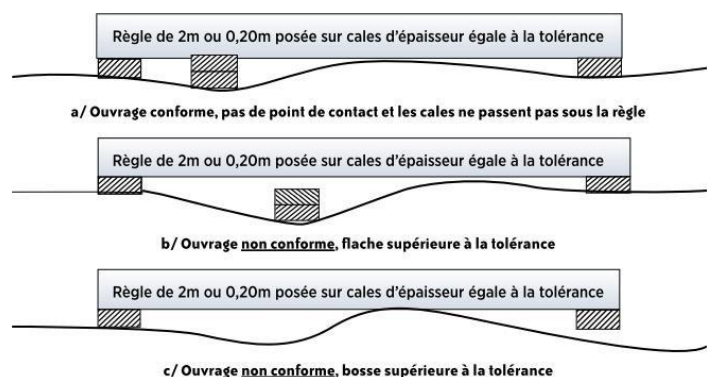 Règle de 2m ou 0,20m posée sur cales d'épaisseur égale à la tolérance
a/ Ouvrage conforme, pas de point de contact et les cales ne passent pas sous la règle
Règle de 2m ou 0,20m posée sur cales d'épaisseur égale à la tolérance
b/ Ouvrage non conforme, flache supérieure à la tolérance
Règle de 2m ou 0,20m posée sur cales d'épaisseur égale à la tolérance
c/ Ouvrage non conforme, bosse supérieure à la tolérance